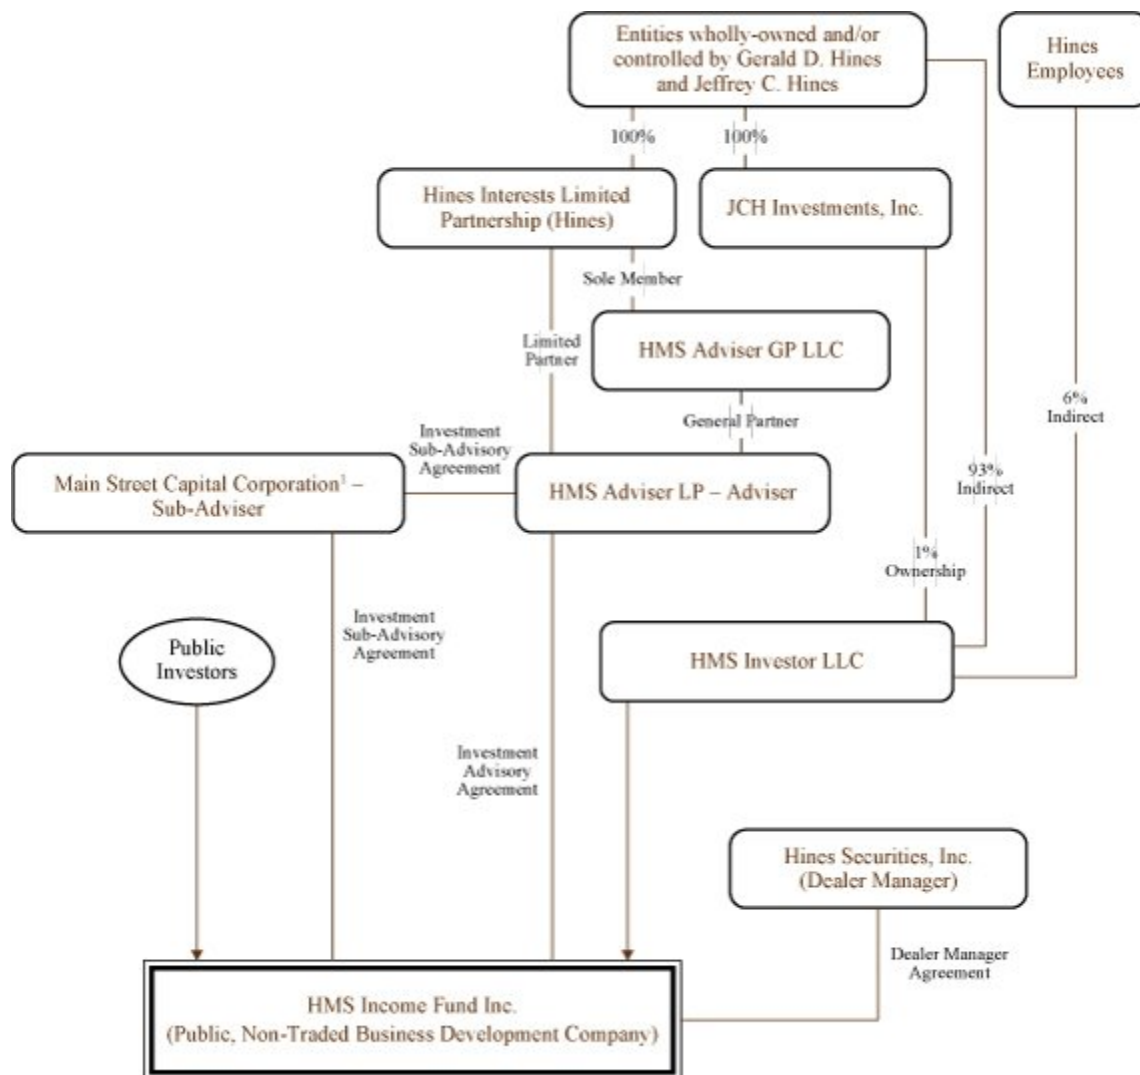 Entities wholly-owned and/or
controlled by Gerald D. Hines
and Jeffrey C. Hines
Hines
Employees
100%
100%
Hines Interests Limited
Partnership (Hines)
JCH Investments, Inc.
Sole Member
Limited
Partner
HMS Adviser GP LLC
General Partner
6%
Indirect
Investment
Sub-Advisory
Agreement
93%
Indirect
Main Street Capital Corporation¹ –
Sub-Adviser
HMS Adviser LP – Adviser
1%
Ownership
Investment
Sub-Advisory
Agreement
Public
Investors
HMS Investor LLC
Investment
Advisory
Agreement
Hines Securities, Inc.
(Dealer Manager)
Dealer Manager
Agreement
HMS Income Fund Inc.
(Public, Non-Traded Business Development Company)